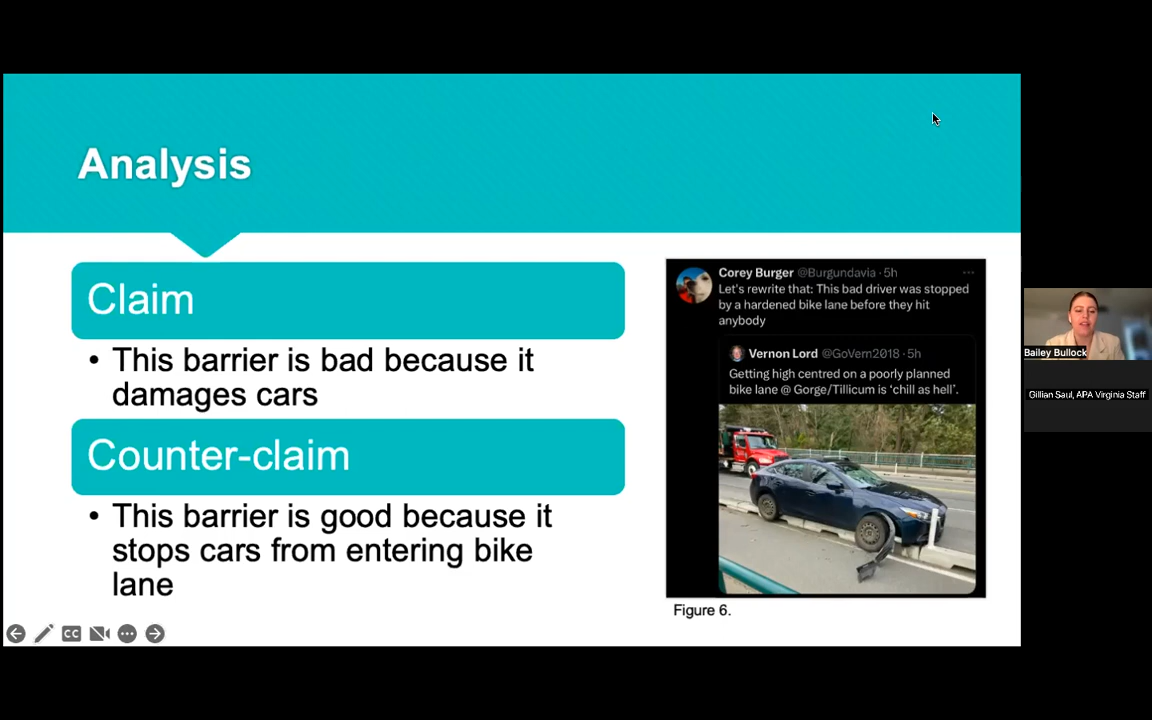 Analysis
Claim
• This barrier is bad because it
damages cars
Counter-claim
• This barrier is good because it
stops cars from entering bike
lane
Corey Burger @Burgundavia · 5h
Let's rewrite that: This bad driver was stopped
by a hardened bike lane before they hit
anybody
Vernon Lord @GoVern2018 · 5h
Getting high centred on a poorly planned
bike lane @ Gorge/Tillicum is 'chill as hell'.
Figure 6.
CC
Bailey Bullock
Gillian Saul, APA Virginia Staff